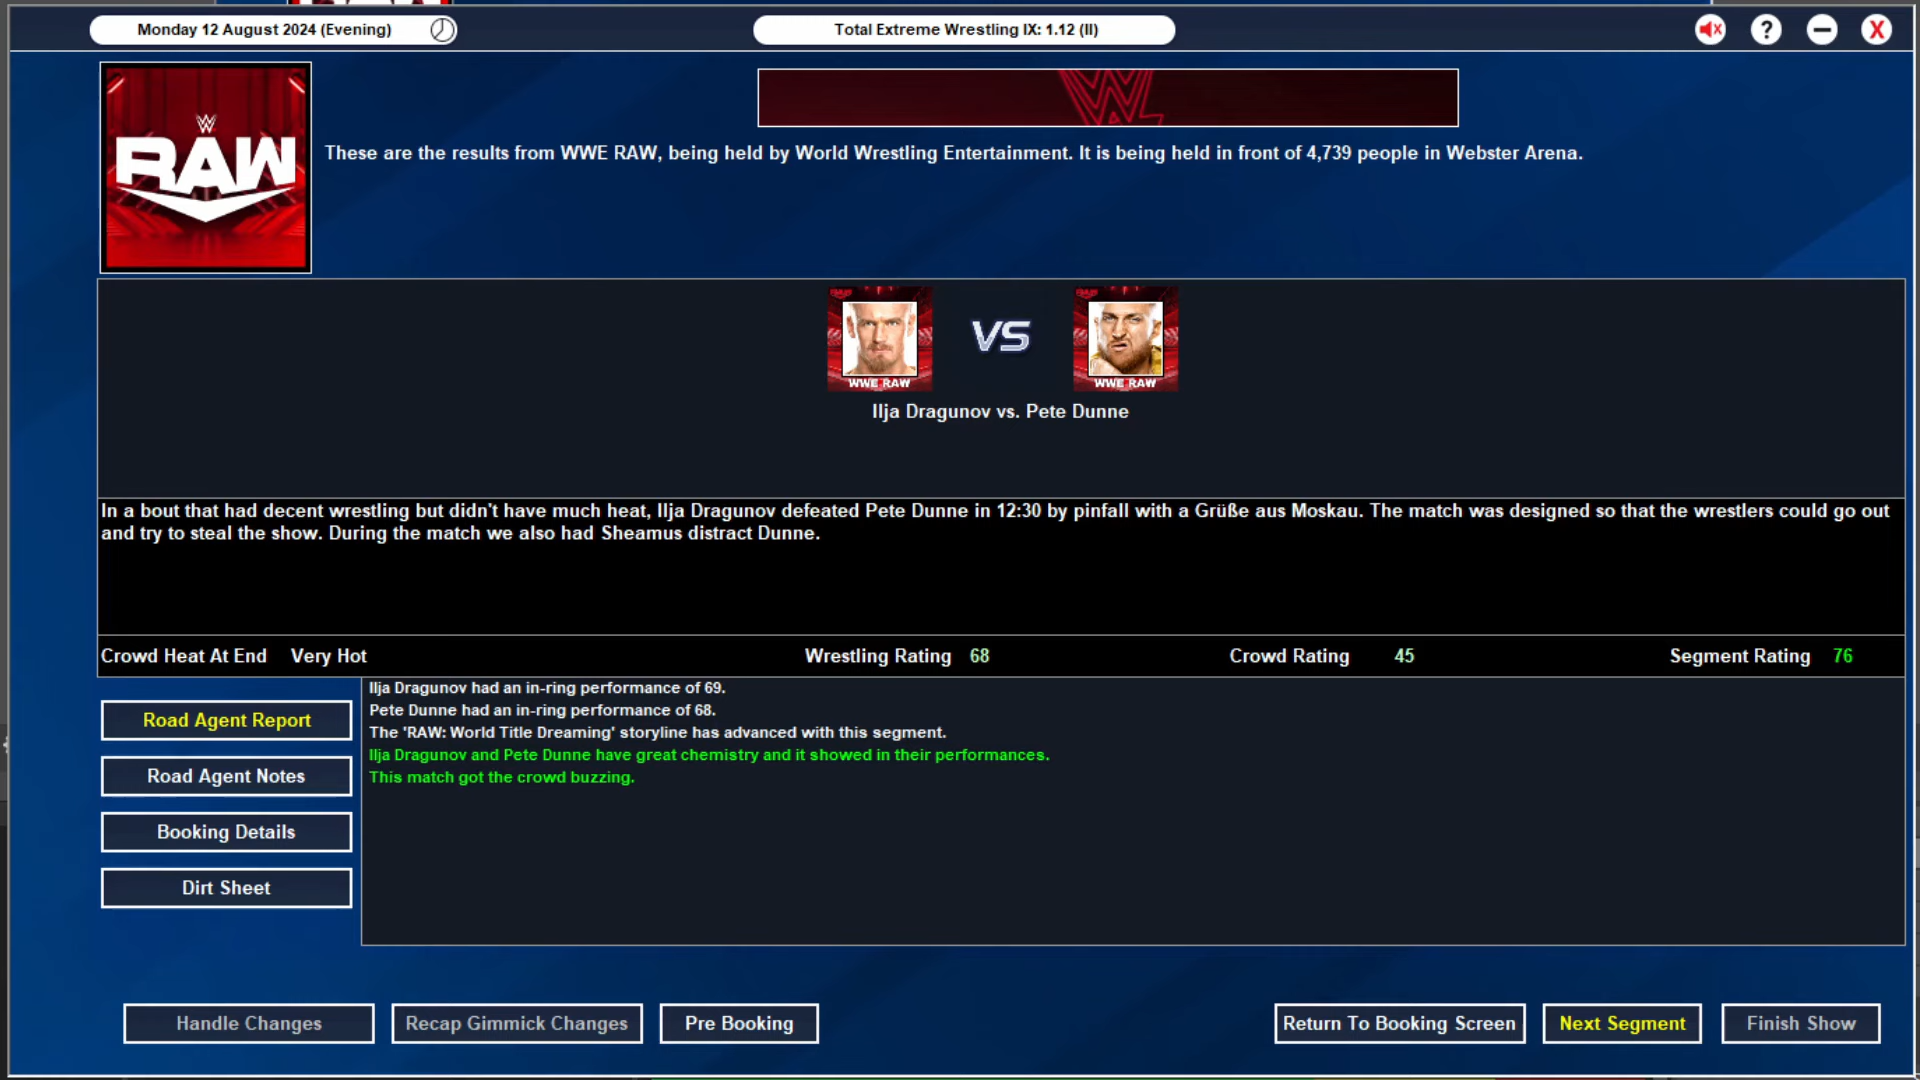 Monday 12 August 2024 (Evening)
Total Extreme Wrestling IX: 1.12 (II)
?
X
W
RAW
These are the results from WWE RAW, being held by World Wrestling Entertainment. It is being held in front of 4,739 people in Webster Arena.
VS
WWE RAW
WWE RAW
Ilja Dragunov vs. Pete Dunne
In a bout that had decent wrestling but didn't have much heat, Ilja Dragunov defeated Pete Dunne in 12:30 by pinfall with a Grüße aus Moskau. The match was designed so that the wrestlers could go out
and try to steal the show. During the match we also had Sheamus distract Dunne.
Crowd Heat At End Very Hot Wrestling Rating 68 Crowd Rating 45 Segment Rating 76
Ilja Dragunov had an in-ring performance of 69.
Pete Dunne had an in-ring performance of 68.
The 'RAW: World Title Dreaming' storyline has advanced with this segment.
Ilja Dragunov and Pete Dunne have great chemistry and it showed in their performances.
This match got the crowd buzzing.
Road Agent Report
Road Agent Notes
Booking Details
Dirt Sheet
Handle Changes
Recap Gimmick Changes
Pre Booking
Return To Booking Screen
Next Segment
Finish Show